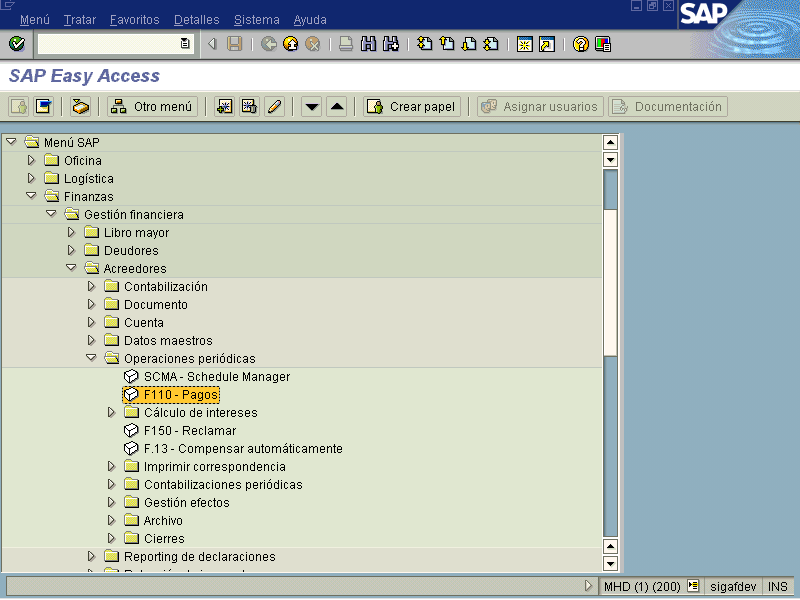 Menú Tratar Favoritos Detalles Sistema Ayuda
SAP
SAP Easy Access
Otro menú Crear papel Asignar usuarios Documentación
Menú SAP
Oficina
Logística
Finanzas
Gestión financiera
Libro mayor
Deudores
Acreedores
Contabilización
Documento
Cuenta
Datos maestros
Operaciones periódicas
SCMA - Schedule Manager
F110 - Pagos
Cálculo de intereses
F150 - Reclamar
F.13 - Compensar automáticamente
Imprimir correspondencia
Contabilizaciones periódicas
Gestión efectos
Archivo
Cierres
Reporting de declaraciones
MHD (1) (200) sigafdev INS